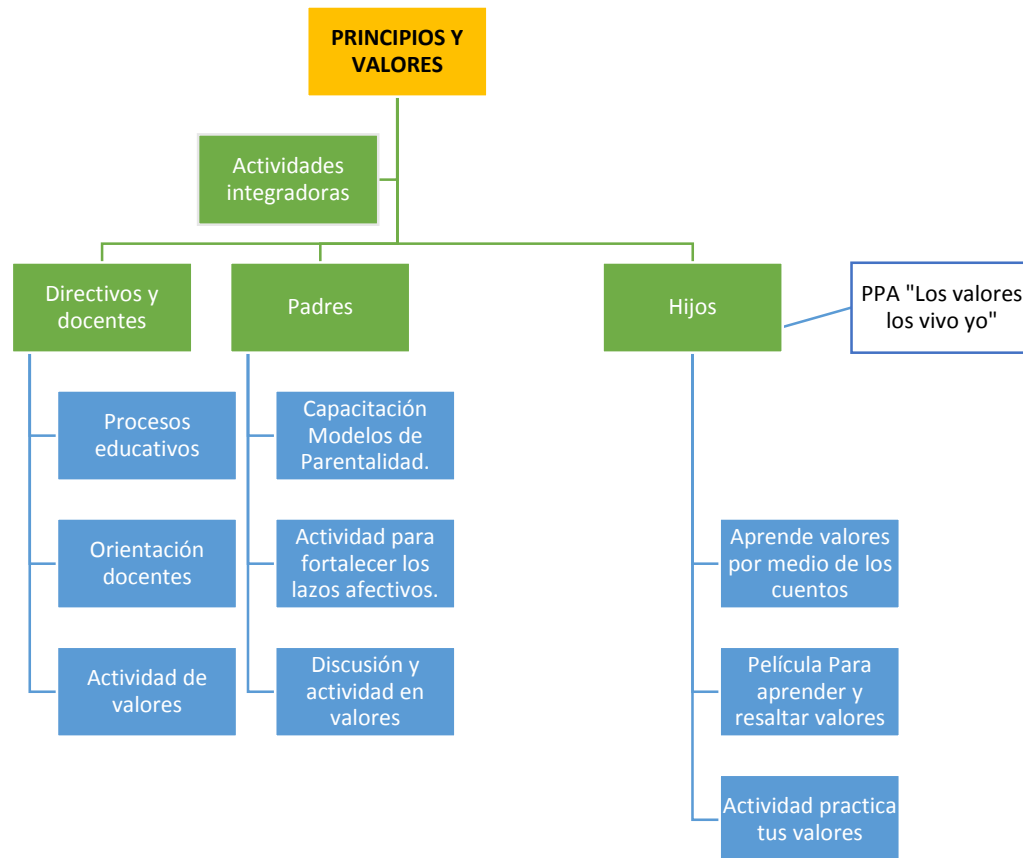 PRINCIPIOS Y
VALORES
Actividades
integradoras
Directivos y
docentes
Padres
Hijos
PPA "Los valores
los vivo yo"
Procesos
educativos
Capacitación
Modelos de
Parentalidad.
Orientación
docentes
Actividad para
fortalecer los
lazos afectivos.
Aprende valores
por medio de los
cuentos
Actividad de
valores
Discusión y
actividad en
valores
Película Para
aprender y
resaltar valores
Actividad practica
tus valores